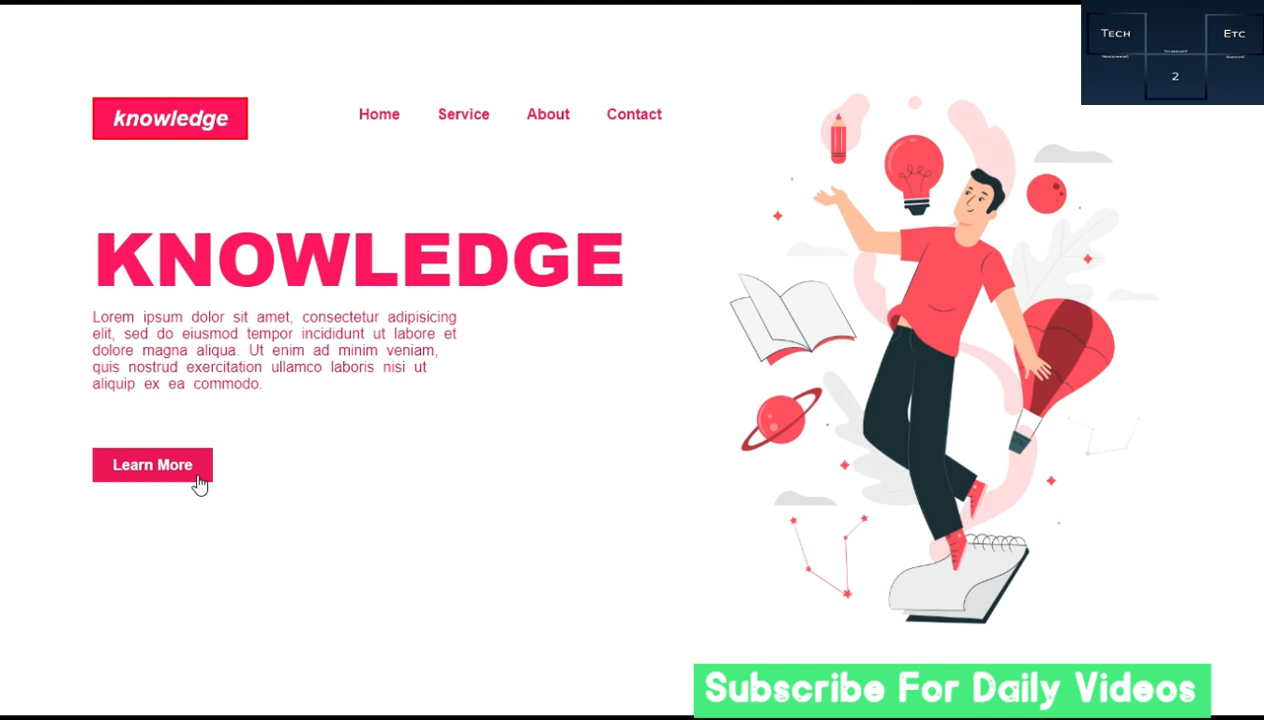 knowledge
Home Service About Contact
KNOWLEDGE
Lorem ipsum dolor sit amet, consectetur adipisicing
elit, sed do eiusmod tempor incididunt ut labore et
dolore magna aliqua. Ut enim ad minim veniam,
quis nostrud exercitation ullamco laboris nisi ut
aliquip ex ea commodo.
Learn More
Tech
Etc
2
Subscribe For Daily Videos